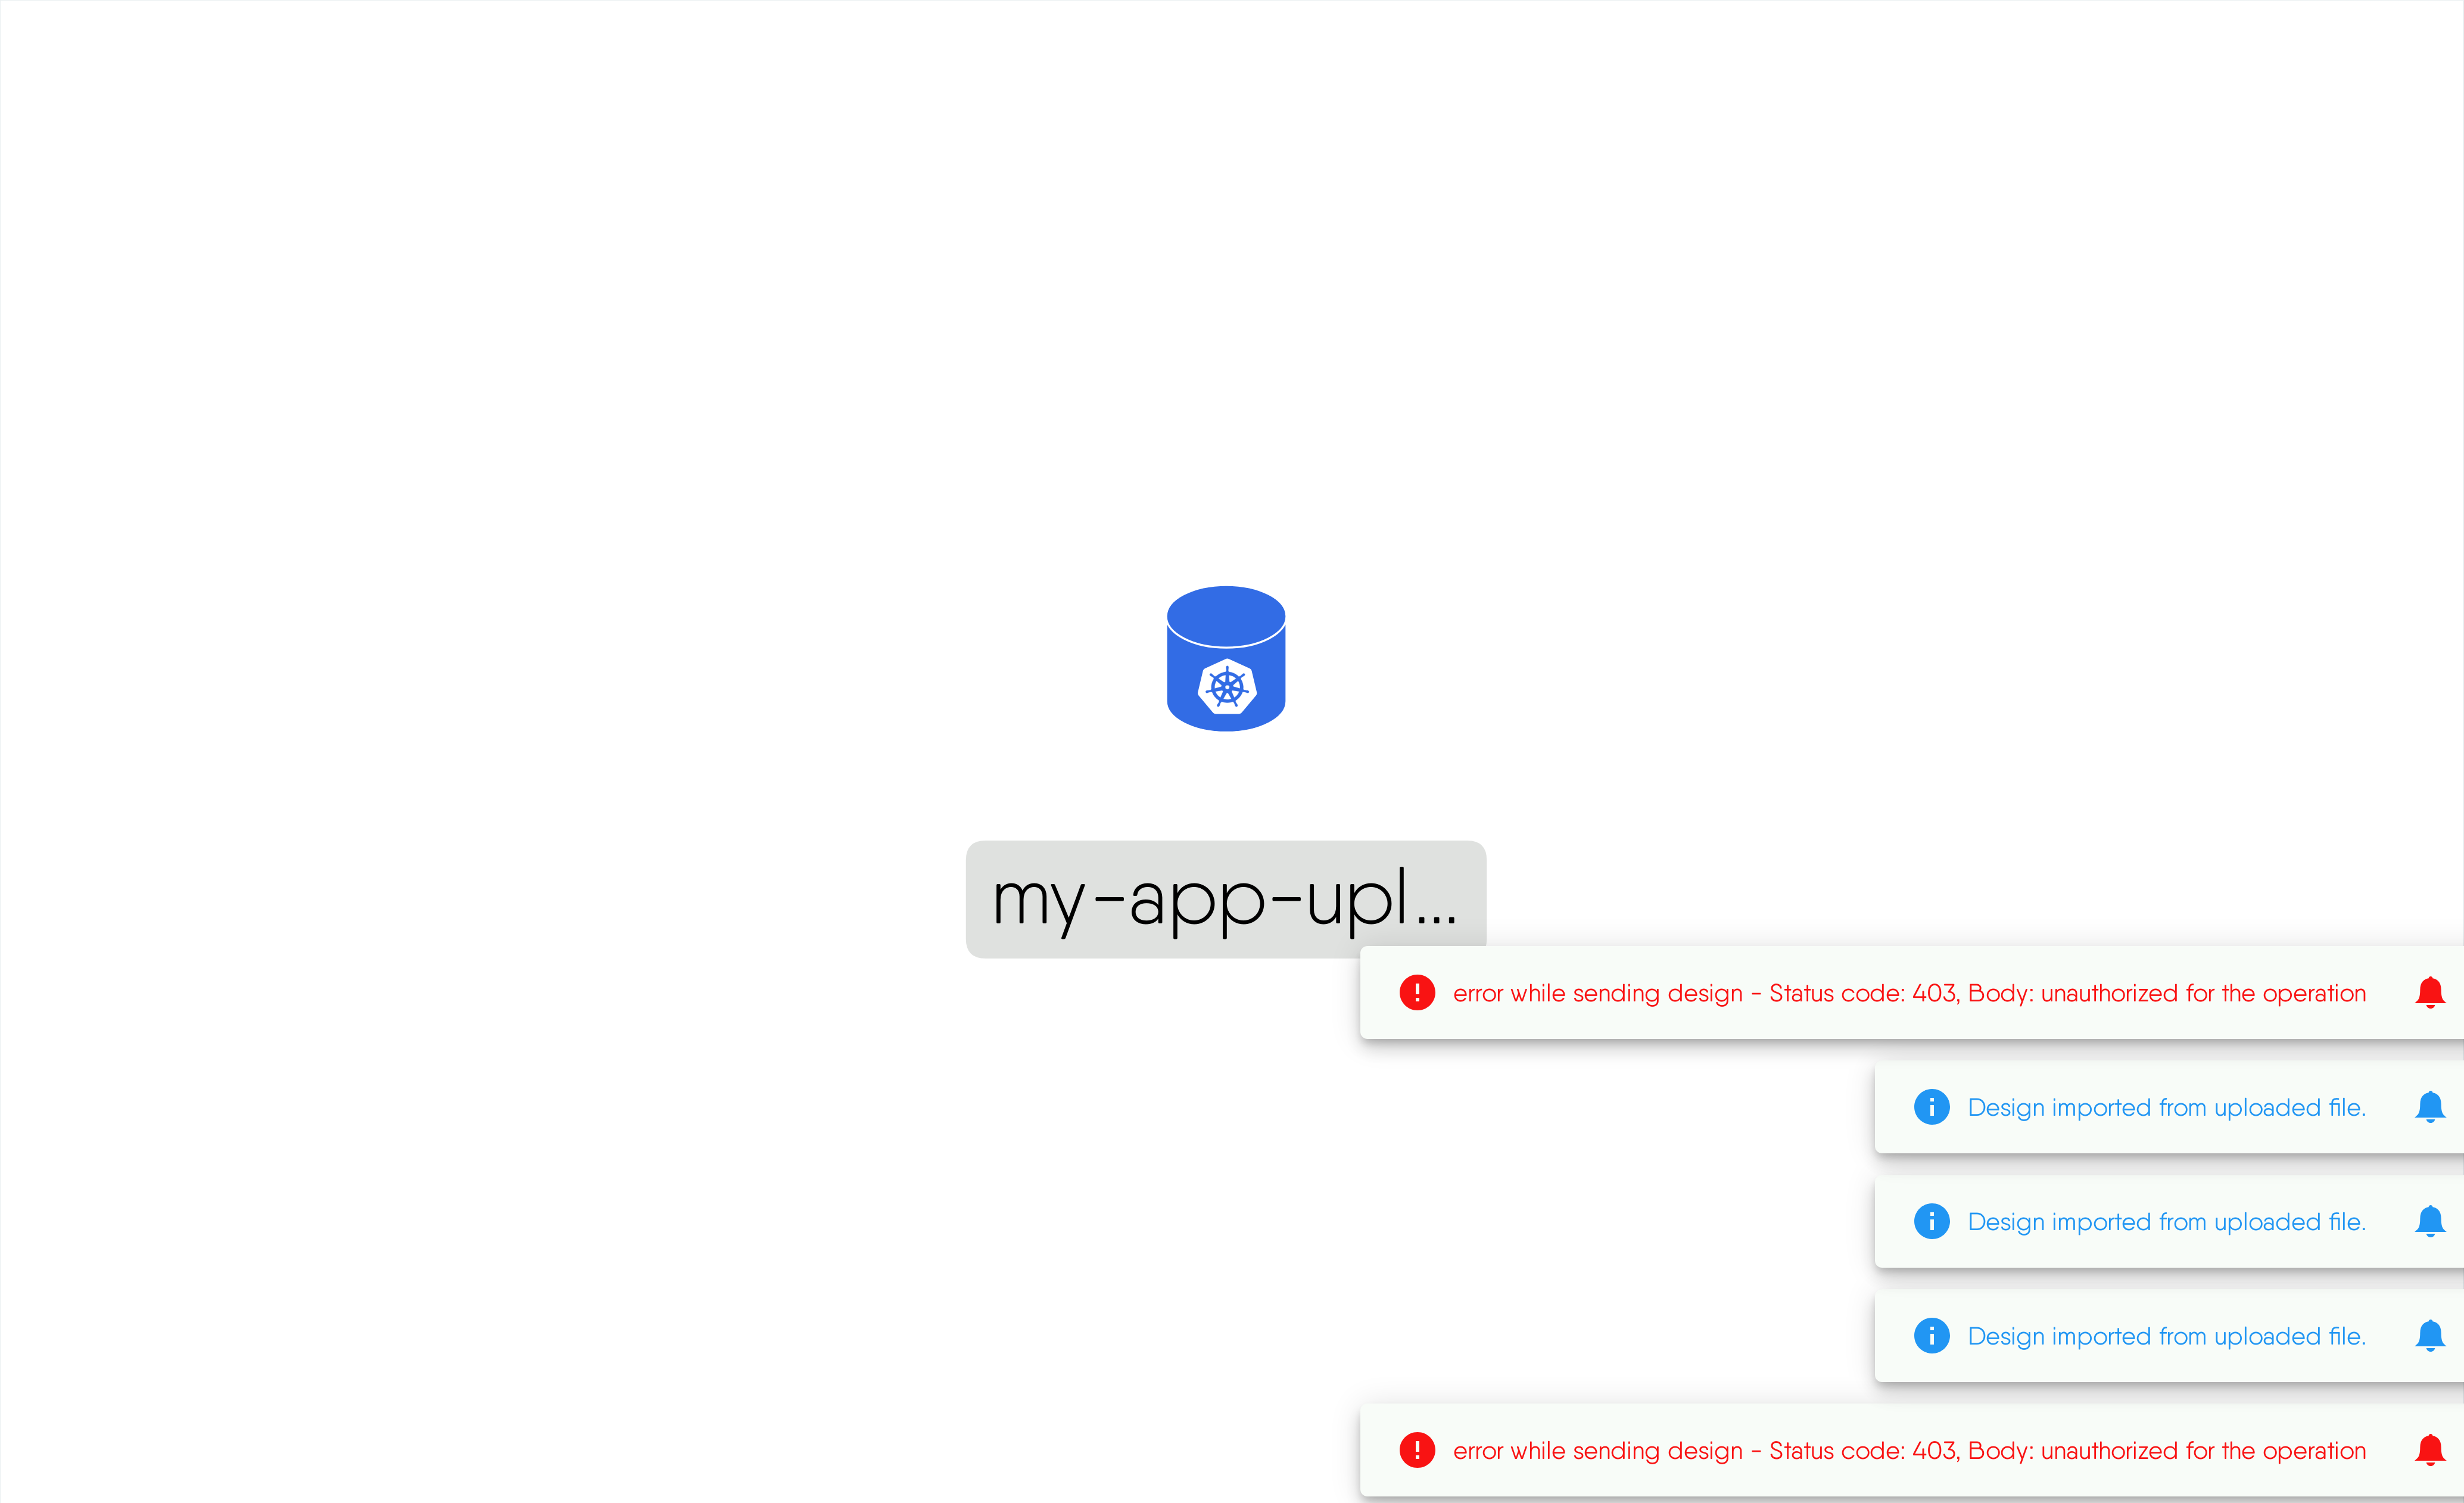 my-app-upl...
error while sending design - Status code: 403, Body: unauthorized for the operation
Design imported from uploaded file.
Design imported from uploaded file.
Design imported from uploaded file.
error while sending design - Status code: 403, Body: unauthorized for the operation